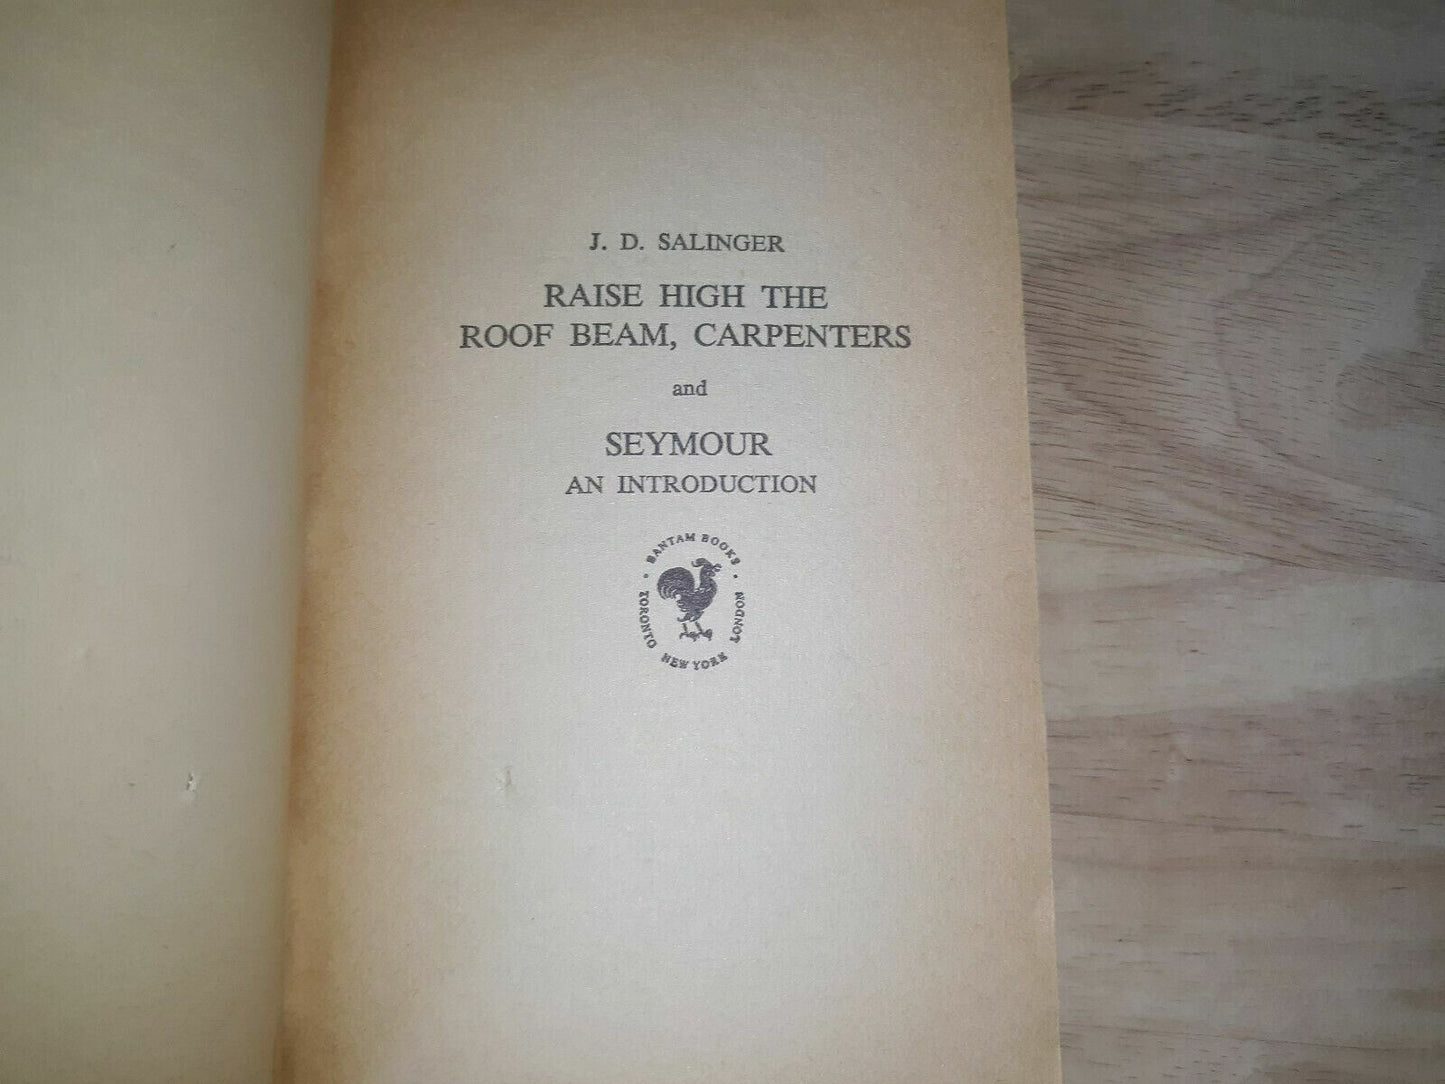 J. D. SALINGER
RAISE HIGH THE
ROOF BEAM, CARPENTERS
and
SEYMOUR
AN INTRODUCTION
BANTAM BOOKS
TORONTO · NEW YORK · LONDON